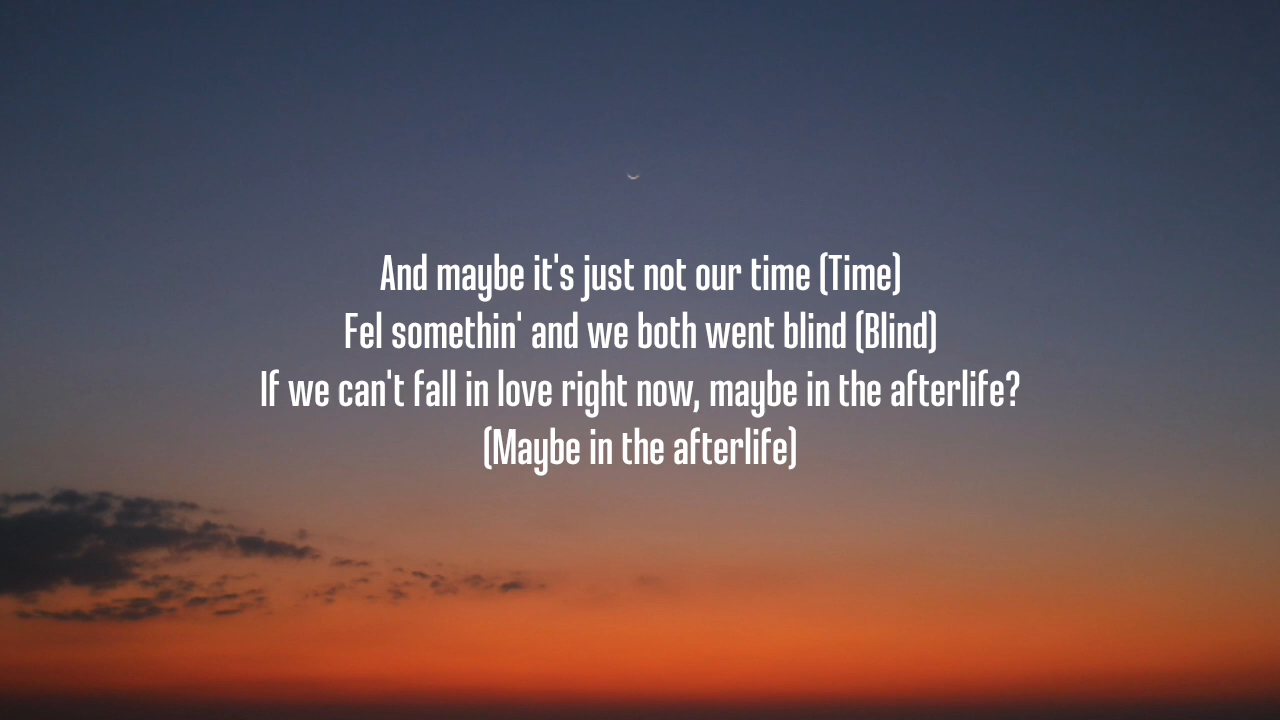 And maybe it's just not our time (Time)
Fel somethin' and we both went blind (Blind)
If we can't fall in love right now, maybe in the afterlife?
(Maybe in the afterlife)